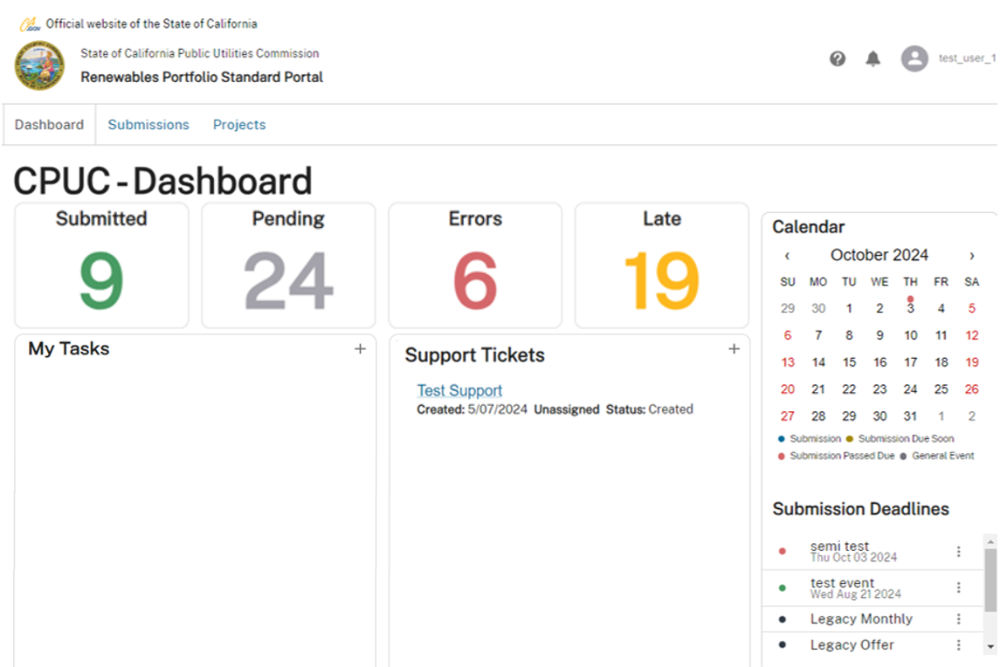 CA.GOV Official website of the State of California
State of California Public Utilities Commission
Renewables Portfolio Standard Portal
test_user_1
Dashboard Submissions Projects
CPUC - Dashboard
Submitted Pending Errors Late
9 24 6 19
My Tasks +
Support Tickets +
Test Support
Created: 5/07/2024 Unassigned Status: Created
Calendar
‹ October 2024 ›
SU MO TU WE TH FR SA
29 30 1 2 3 4 5
6 7 8 9 10 11 12
13 14 15 16 17 18 19
20 21 22 23 24 25 26
27 28 29 30 31 1 2
Submission Submission Due Soon
Submission Passed Due General Event
Submission Deadlines
semi test
Thu Oct 03 2024
test event
Wed Aug 21 2024
Legacy Monthly
Legacy Offer